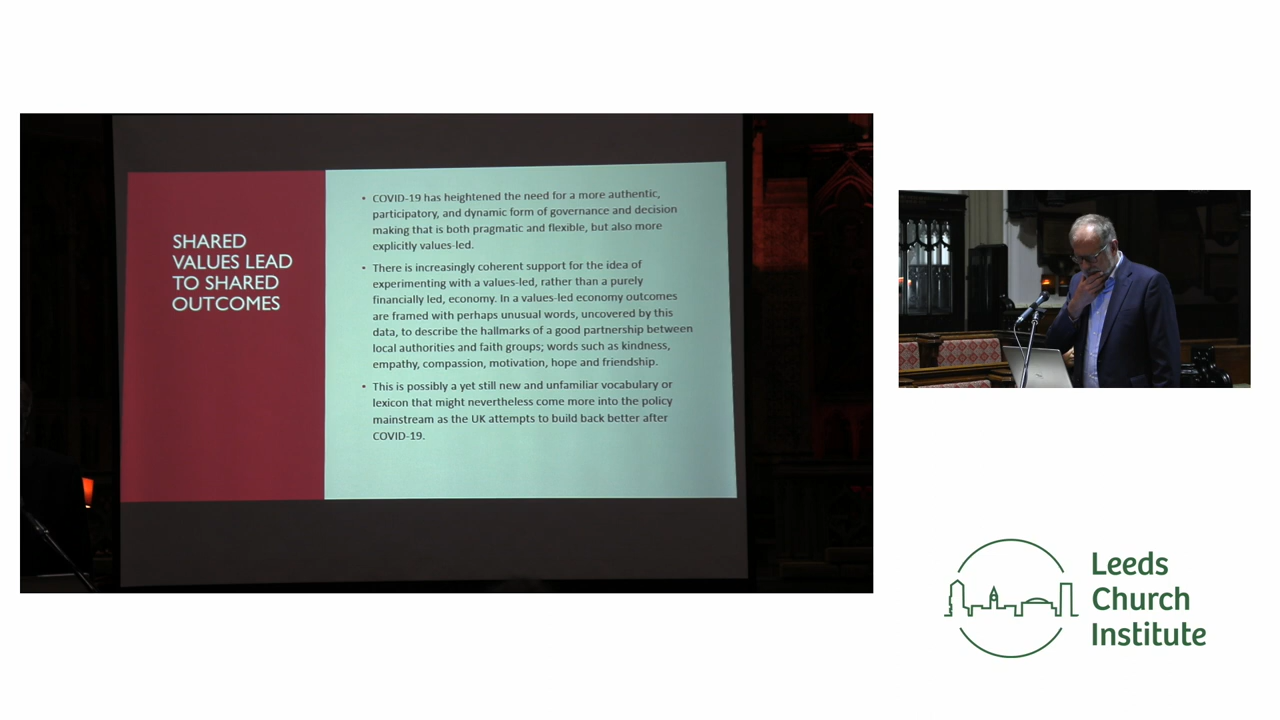 SHARED
VALUES LEAD
TO SHARED
OUTCOMES
• COVID-19 has heightened the need for a more authentic,
participatory, and dynamic form of governance and decision
making that is both pragmatic and flexible, but also more
explicitly values-led.
• There is increasingly coherent support for the idea of
experimenting with a values-led, rather than a purely
financially led, economy. In a values-led economy outcomes
are framed with perhaps unusual words, uncovered by this
data, to describe the hallmarks of a good partnership between
local authorities and faith groups; words such as kindness,
empathy, compassion, motivation, hope and friendship.
• This is possibly a yet still new and unfamiliar vocabulary or
lexicon that might nevertheless come more into the policy
mainstream as the UK attempts to build back better after
COVID-19.
Leeds
Church
Institute